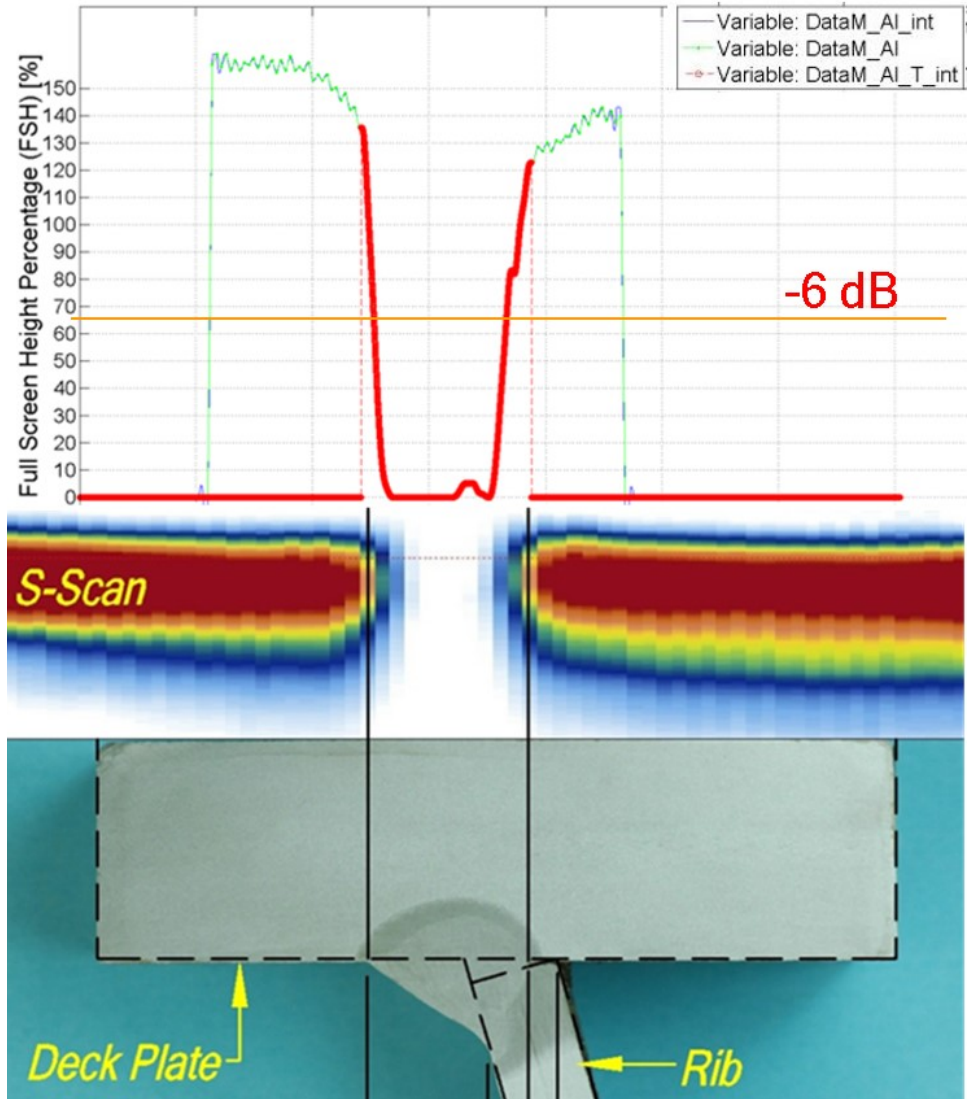 Variable: DataM_AI_int
Variable: DataM_AI
Variable: DataM_AI_T_int
Full Screen Height Percentage (FSH) [%]
150
140
130
120
110
100
90
80
70
60
50
40
30
20
10
0
-6 dB
S-Scan
Deck Plate
Rib